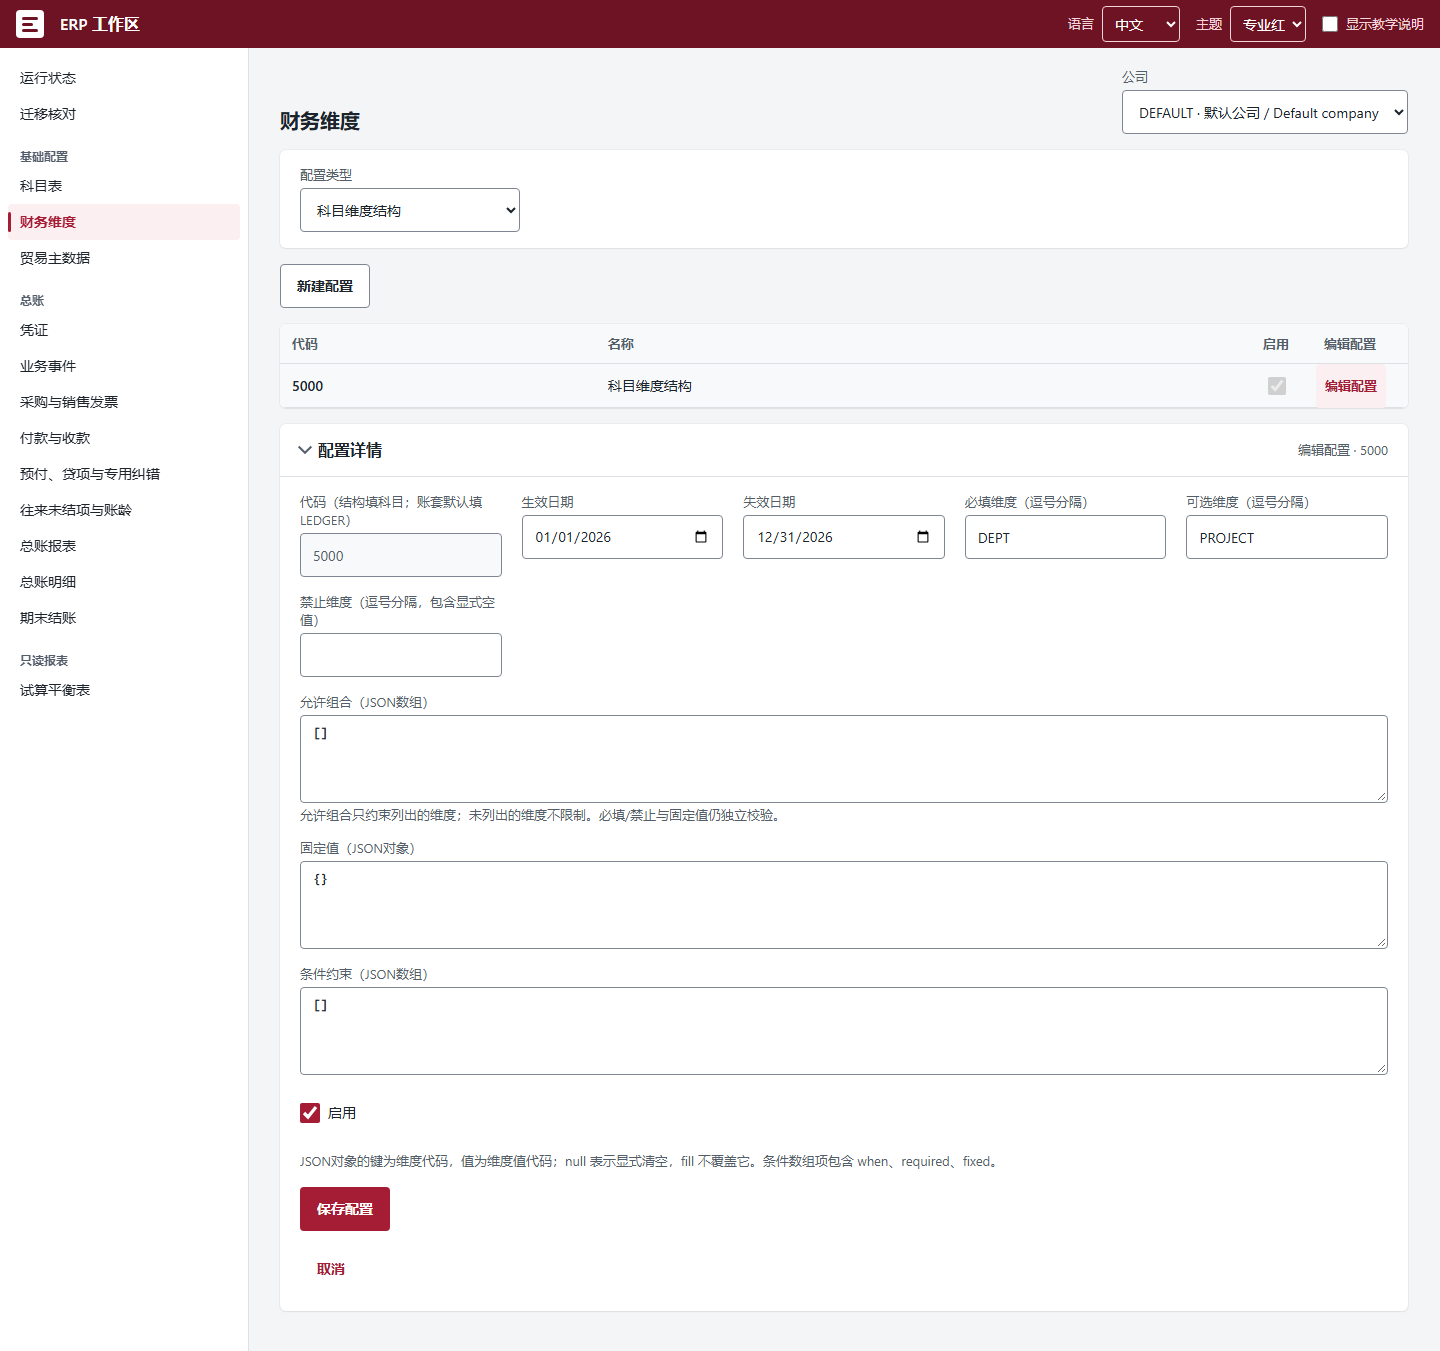 ERP 工作区
语言
中文
主题
专业红
显示教学说明
运行状态
迁移核对
基础配置
科目表
财务维度
贸易主数据
总账
凭证
业务事件
采购与销售发票
付款与收款
预付、贷项与专用纠错
往来未结项与账龄
总账报表
总账明细
期末结账
只读报表
试算平衡表
财务维度
公司
DEFAULT · 默认公司 / Default company
配置类型
科目维度结构
新建配置
代码 名称 启用 编辑配置
5000 科目维度结构 编辑配置
配置详情
编辑配置 · 5000
代码（结构填科目；账套默认填
LEDGER）
5000
生效日期
01/01/2026
失效日期
12/31/2026
必填维度（逗号分隔）
DEPT
可选维度（逗号分隔）
PROJECT
禁止维度（逗号分隔，包含显式空
值）
允许组合（JSON数组）
[]
允许组合只约束列出的维度；未列出的维度不限制。必填/禁止与固定值仍独立校验。
固定值（JSON对象）
{}
条件约束（JSON数组）
[]
启用
JSON对象的键为维度代码，值为维度值代码；null 表示显式清空，fill 不覆盖它。条件数组项包含 when、required、fixed。
保存配置
取消